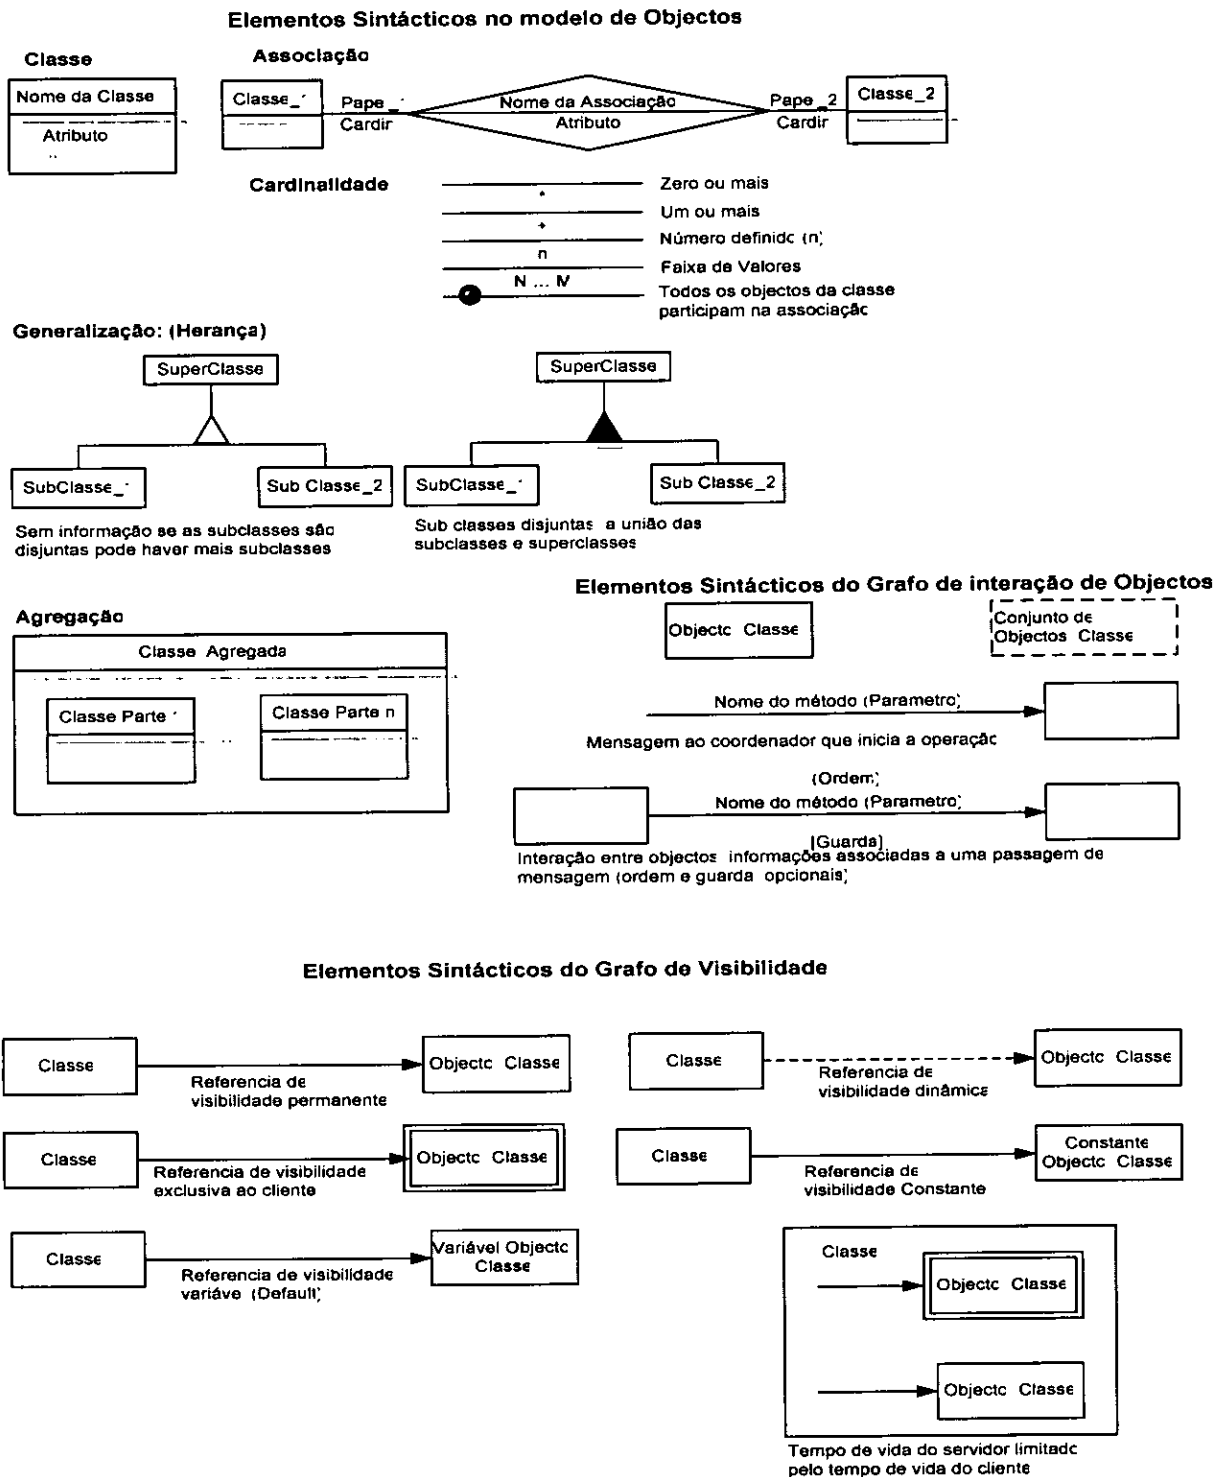 Elementos Sintácticos no modelo de Objectos
Classe
Associação
Nome da Classe
Atributo
Classe_1
Pape_1
Cardir
Nome da Associação
Atributo
Pape_2
Cardir
Classe_2
Cardinalidade
Zero ou mais
*
Um ou mais
+
Número definido (n)
n
Faixa de Valores
N ... M
Todos os objectos da classe
participam na associação
Generalização: (Herança)
SuperClasse
SuperClasse
SubClasse_1
Sub Classe_2
SubClasse_1
Sub Classe_2
Sem informação se as subclasses são
disjuntas pode haver mais subclasses
Sub classes disjuntas a união das
subclasses e superclasses
Elementos Sintácticos do Grafo de interação de Objectos
Agregação
Classe Agregada
Classe Parte 1
Classe Parte n
Objecto Classe
Conjunto de
Objectos Classe
Nome do método (Parametro)
Mensagem ao coordenador que inicia a operação
(Ordem)
Nome do método (Parametro)
[Guarda]
Interação entre objectos informações associadas a uma passagem de
mensagem (ordem e guarda opcionais)
Elementos Sintácticos do Grafo de Visibilidade
Classe
Referencia de
visibilidade permanente
Objecto Classe
Classe
Referencia de
visibilidade dinâmica
Objecto Classe
Classe
Referencia de visibilidade
exclusiva ao cliente
Objecto Classe
Classe
Referencia de
visibilidade Constante
Constante
Objecto Classe
Classe
Referencia de visibilidade
variáve (Default)
Variável Objecto
Classe
Classe
Objecto Classe
Objecto Classe
Tempo de vida do servidor limitado
pelo tempo de vida do cliente